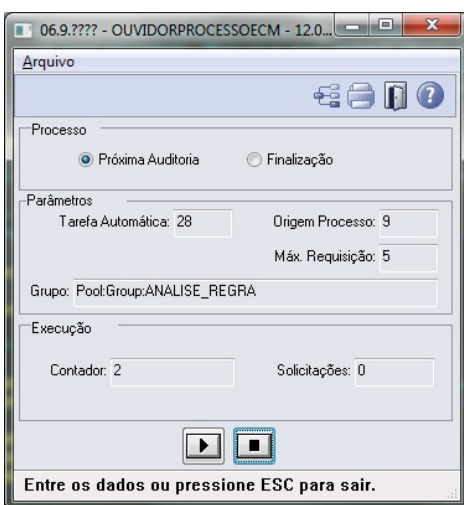 06.9.???? - OUVIDORPROCESSOECM - 12.0...
Arquivo
Processo
Próxima Auditoria
Finalização
Parâmetros
Tarefa Automática: 28
Origem Processo: 9
Máx. Requisição: 5
Grupo: Pool:Group:ANALISE_REGRA
Execução
Contador: 2
Solicitações: 0
Entre os dados ou pressione ESC para sair.